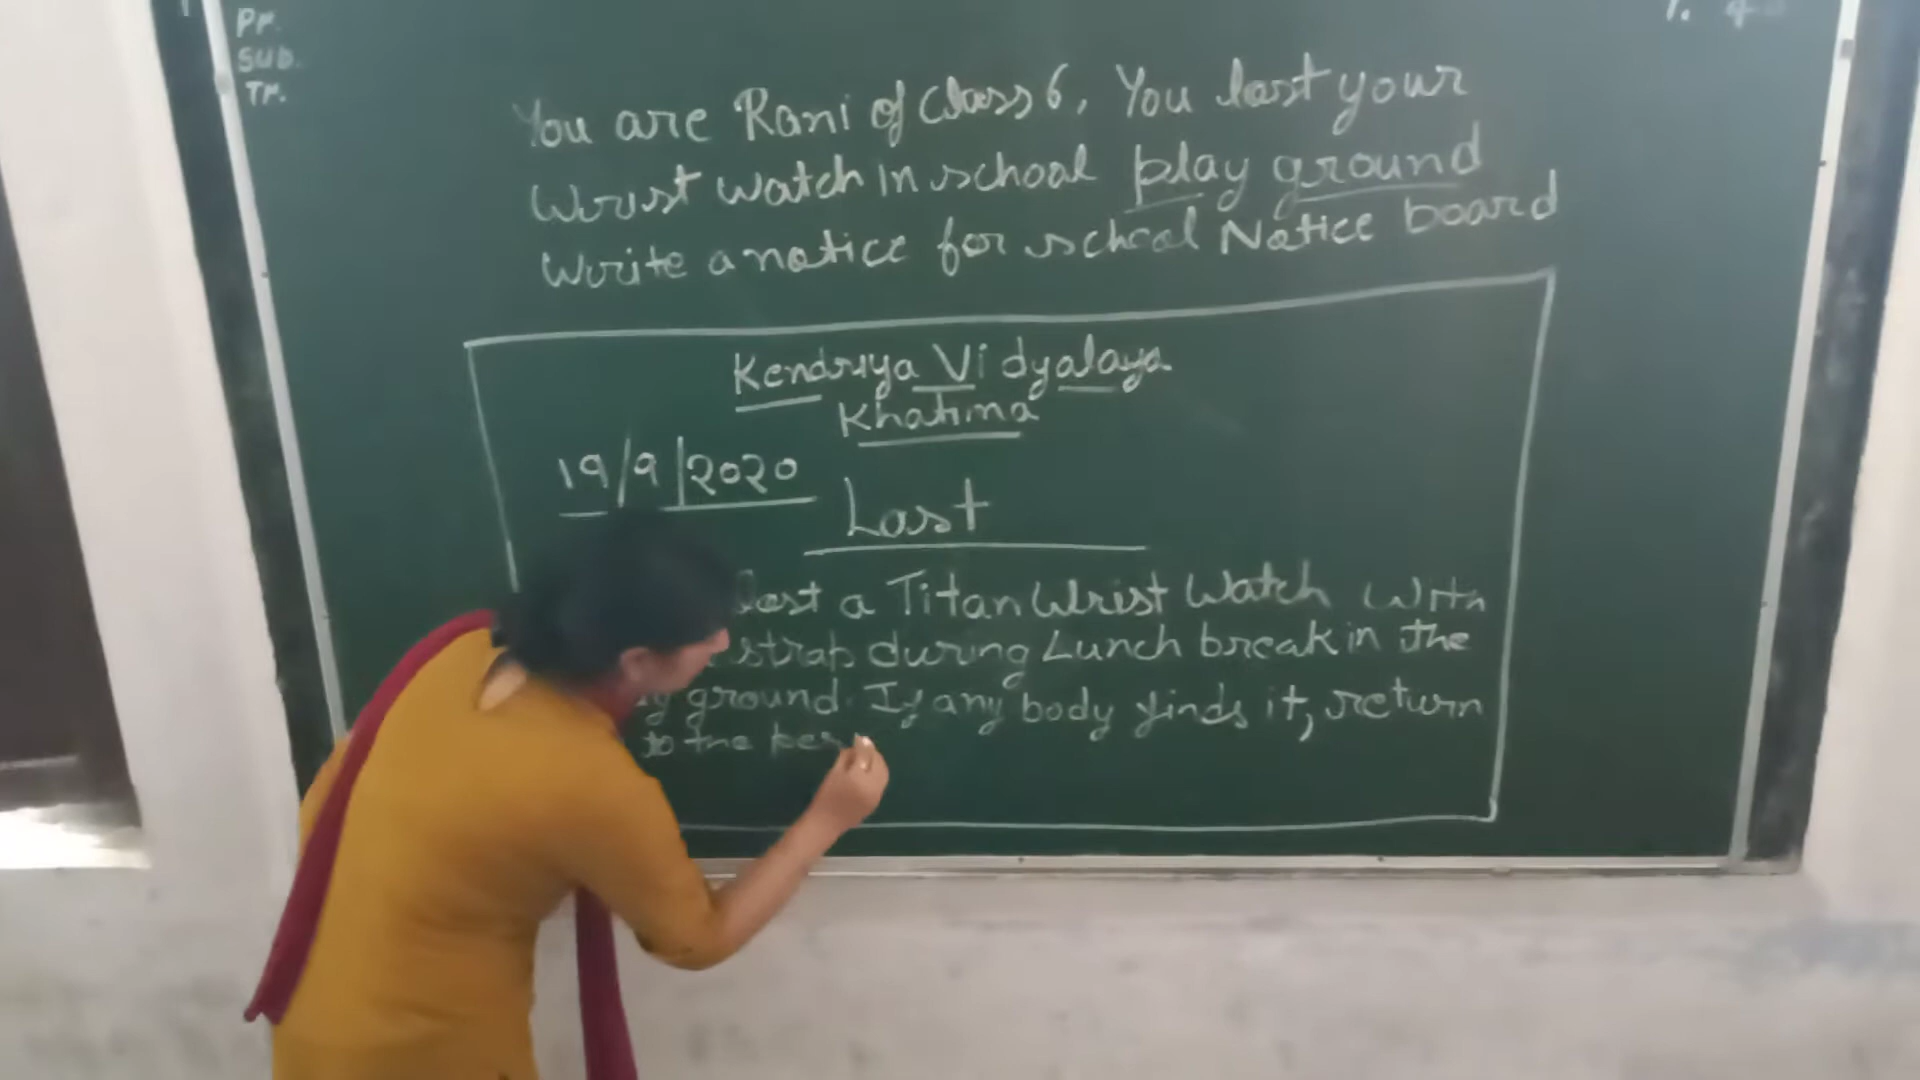 Pr.
SUB.
Tr.
You are Rani of class 6. You lost your
Wrist watch in school play ground
Write a notice for school Notice board
Kendriya Vidyalaya
Khatima
19/9/2020
Lost
lost a Titan Wrist Watch With
strap during Lunch break in the
ground. If any body finds it, return
to the